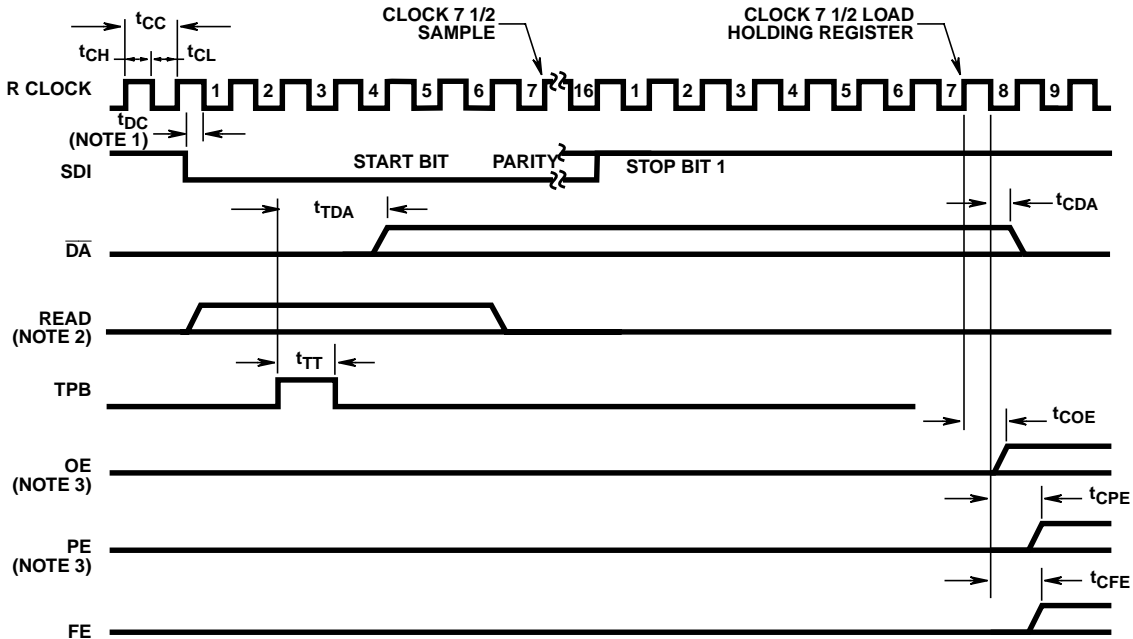 tCC
CLOCK 7 1/2
SAMPLE
CLOCK 7 1/2 LOAD
HOLDING REGISTER
tCH
tCL
R CLOCK
1 2 3 4 5 6 7 16 1 2 3 4 5 6 7 8 9
tDC
(NOTE 1)
SDI
START BIT
PARITY
STOP BIT 1
tTDA
tCDA
DA
READ
(NOTE 2)
tTT
TPB
tCOE
OE
(NOTE 3)
tCPE
PE
(NOTE 3)
tCFE
FE